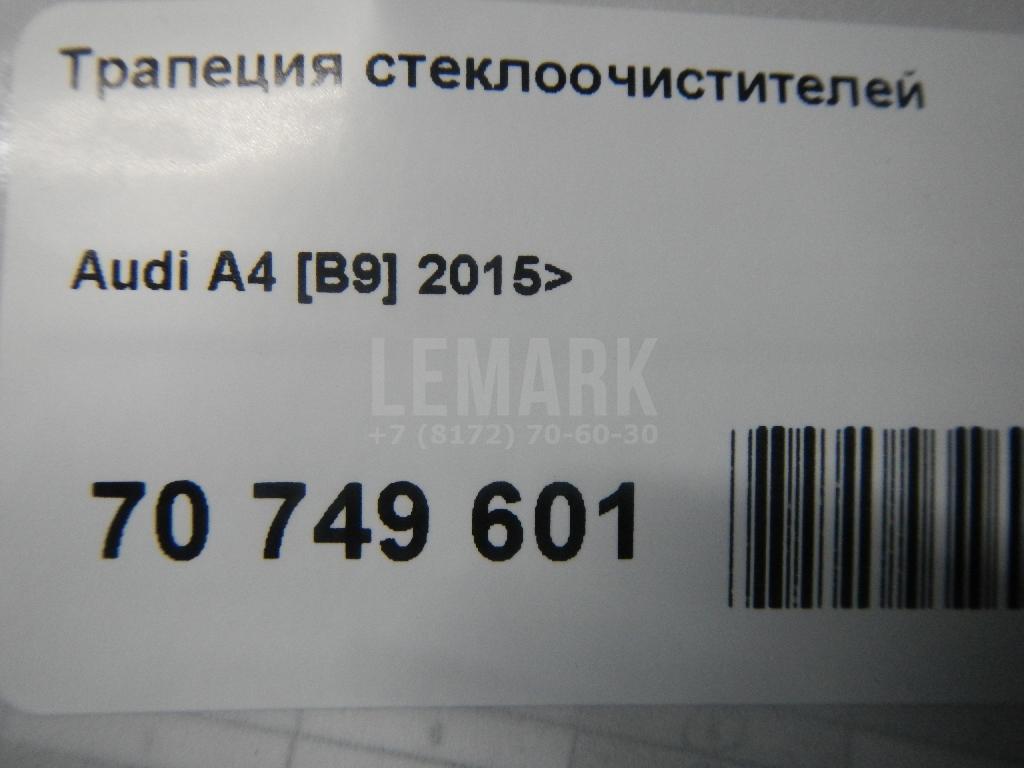 Трапеция стеклоочистителей
Audi A4 [B9] 2015>
LEMARK
+7 (8172) 70-60-30
70 749 601